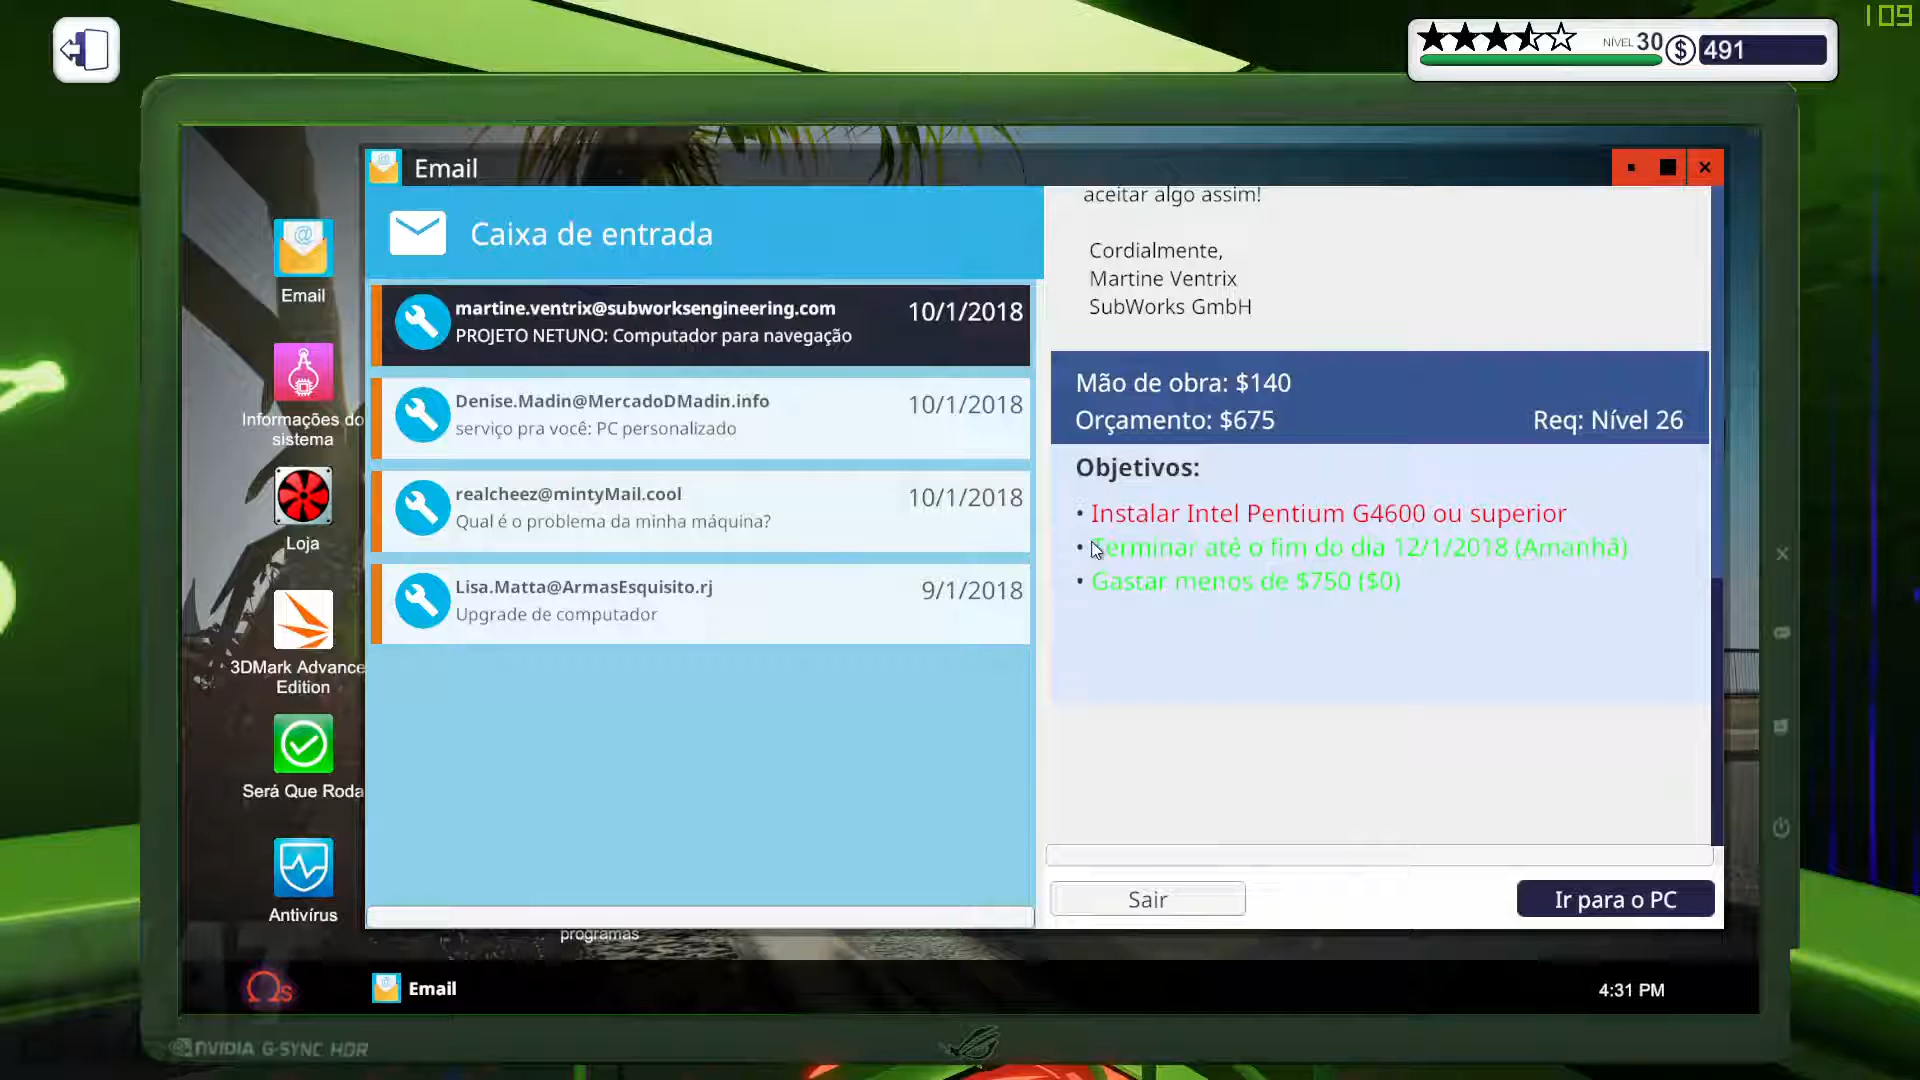 109
NÍVEL 30
$ 491
Email
aceitar algo assim!
Caixa de entrada
Cordialmente,
Martine Ventrix
SubWorks GmbH
martine.ventrix@subworksengineering.com
10/1/2018
PROJETO NETUNO: Computador para navegação
Denise.Madin@MercadoDMadin.info
10/1/2018
serviço pra você: PC personalizado
realcheez@mintyMail.cool
10/1/2018
Qual é o problema da minha máquina?
Lisa.Matta@ArmasEsquisito.rj
9/1/2018
Upgrade de computador
Mão de obra: $140
Orçamento: $675
Req: Nível 26
Objetivos:
• Instalar Intel Pentium G4600 ou superior
• Terminar até o fim do dia 12/1/2018 (Amanhã)
• Gastar menos de $750 ($0)
Sair
Ir para o PC
Email
Informações do
sistema
Loja
3DMark Advance
Edition
Será Que Roda
Antivírus
programas
Ωs
Email
4:31 PM
NVIDIA G-SYNC HDR